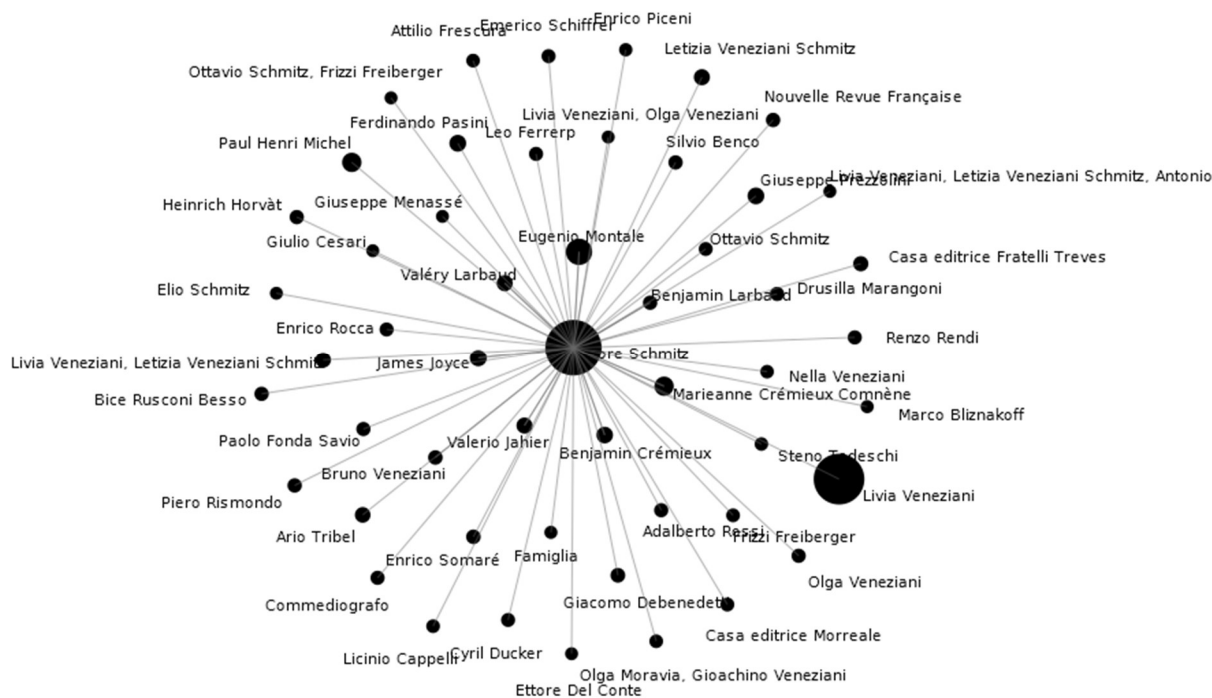 Enrico Piceni
Emerico Schiffrer
Attilio Frescura
Letizia Veneziani Schmitz
Ottavio Schmitz, Frizzi Freiberger
Nouvelle Revue Française
Livia Veneziani, Olga Veneziani
Ferdinando Pasini
Leo Ferrerp
Silvio Benco
Paul Henri Michel
Giuseppe Prezzolini
Livia Veneziani, Letizia Veneziani Schmitz, Antonio
Giuseppe Menassé
Heinrich Horvàt
Eugenio Montale
Ottavio Schmitz
Giulio Cesari
Casa editrice Fratelli Treves
Valéry Larbaud
Drusilla Marangoni
Elio Schmitz
Benjamin Larbaud
Enrico Rocca
Renzo Rendi
ore Schmitz
Livia Veneziani, Letizia Veneziani Schmitz
James Joyce
Nella Veneziani
Marieanne Crémieux Comnène
Bice Rusconi Besso
Marco Bliznakoff
Paolo Fonda Savio
Valerio Jahier
Benjamin Crémieux
Steno Tedeschi
Bruno Veneziani
Livia Veneziani
Piero Rismondo
Adalberto Rossi
Ario Tribel
Frizzi Freiberger
Enrico Somaré
Famiglia
Olga Veneziani
Commediografo
Giacomo Debenedetti
Casa editrice Morreale
Licinio Cappelli
Cyril Ducker
Olga Moravia, Gioachino Veneziani
Ettore Del Conte